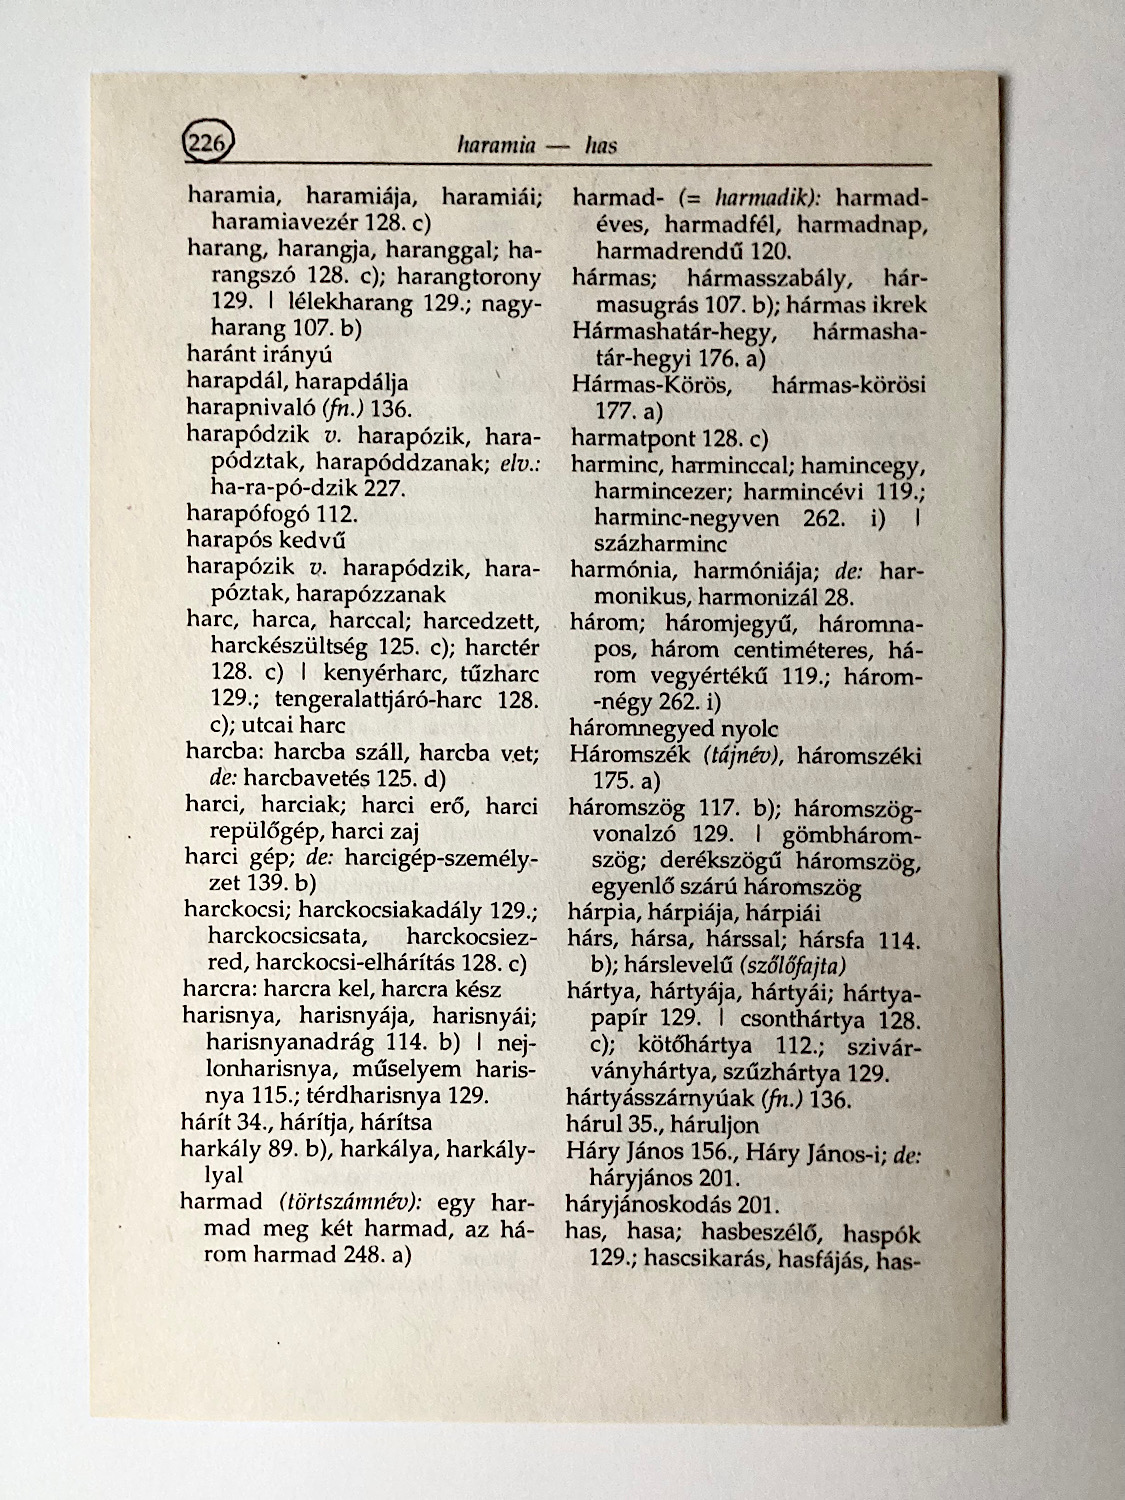 226
haramia — has
haramia, haramiája, haramiái;
haramiavezér 128. c)
harang, harangja, haranggal; ha-
rangszó 128. c); harangtorony
129. | lélekharang 129.; nagy-
harang 107. b)
haránt irányú
harapdál, harapdálja
harapnivaló (fn.) 136.
harapódzik v. harapózik, hara-
pództak, harapóddzanak; elv.:
ha-ra-pó-dzik 227.
harapófogó 112.
harapós kedvű
harapózik v. harapódzik, hara-
póztak, harapózzanak
harc, harca, harccal; harcedzett,
harckészültség 125. c); harctér
128. c) | kenyérharc, tűzharc
129.; tengeralattjáró-harc 128.
c); utcai harc
harcba: harcba száll, harcba vet;
de: harcbavetés 125. d)
harci, harciak; harci erő, harci
repülőgép, harci zaj
harci gép; de: harcigép-személy-
zet 139. b)
harckocsi; harckocsiakadály 129.;
harckocsicsata, harckocsiez-
red, harckocsi-elhárítás 128. c)
harcra: harcra kel, harcra kész
harisnya, harisnyája, harisnyái;
harisnyanadrág 114. b) | nej-
lonharisnya, műselyem haris-
nya 115.; térdharisnya 129.
hárít 34., hárítja, hárítsa
harkály 89. b), harkálya, harkály-
lyal
harmad (törtszámnév): egy har-
mad meg két harmad, az há-
rom harmad 248. a)
harmad- (= harmadik): harmad-
éves, harmadfél, harmadnap,
harmadrendű 120.
hármas; hármasszabály, hár-
masugrás 107. b); hármas ikrek
Hármashatár-hegy, hármasha-
tár-hegyi 176. a)
Hármas-Körös, hármas-körösi
177. a)
harmatpont 128. c)
harminc, harminccal; hamincegy,
harmincezer; harmincévi 119.;
harminc-negyven 262. i) |
százharminc
harmónia, harmóniája; de: har-
monikus, harmonizál 28.
három; háromjegyű, háromna-
pos, három centiméteres, há-
rom vegyértékű 119.; három-
-négy 262. i)
háromnegyed nyolc
Háromszék (tájnév), háromszéki
175. a)
háromszög 117. b); háromszög-
vonalzó 129. | gömbhárom-
szög; derékszögű háromszög,
egyenlő szárú háromszög
hárpia, hárpiája, hárpiái
hárs, hársa, hárssal; hársfa 114.
b); hárslevelű (szőlőfajta)
hártya, hártyája, hártyái; hártya-
papír 129. | csonthártya 128.
c); kötőhártya 112.; szivár-
ványhártya, szűzhártya 129.
hártyásszárnyúak (fn.) 136.
hárul 35., háruljon
Háry János 156., Háry János-i; de:
háryjános 201.
háryjánoskodás 201.
has, hasa; hasbeszélő, haspók
129.; hascsikarás, hasfájás, has-